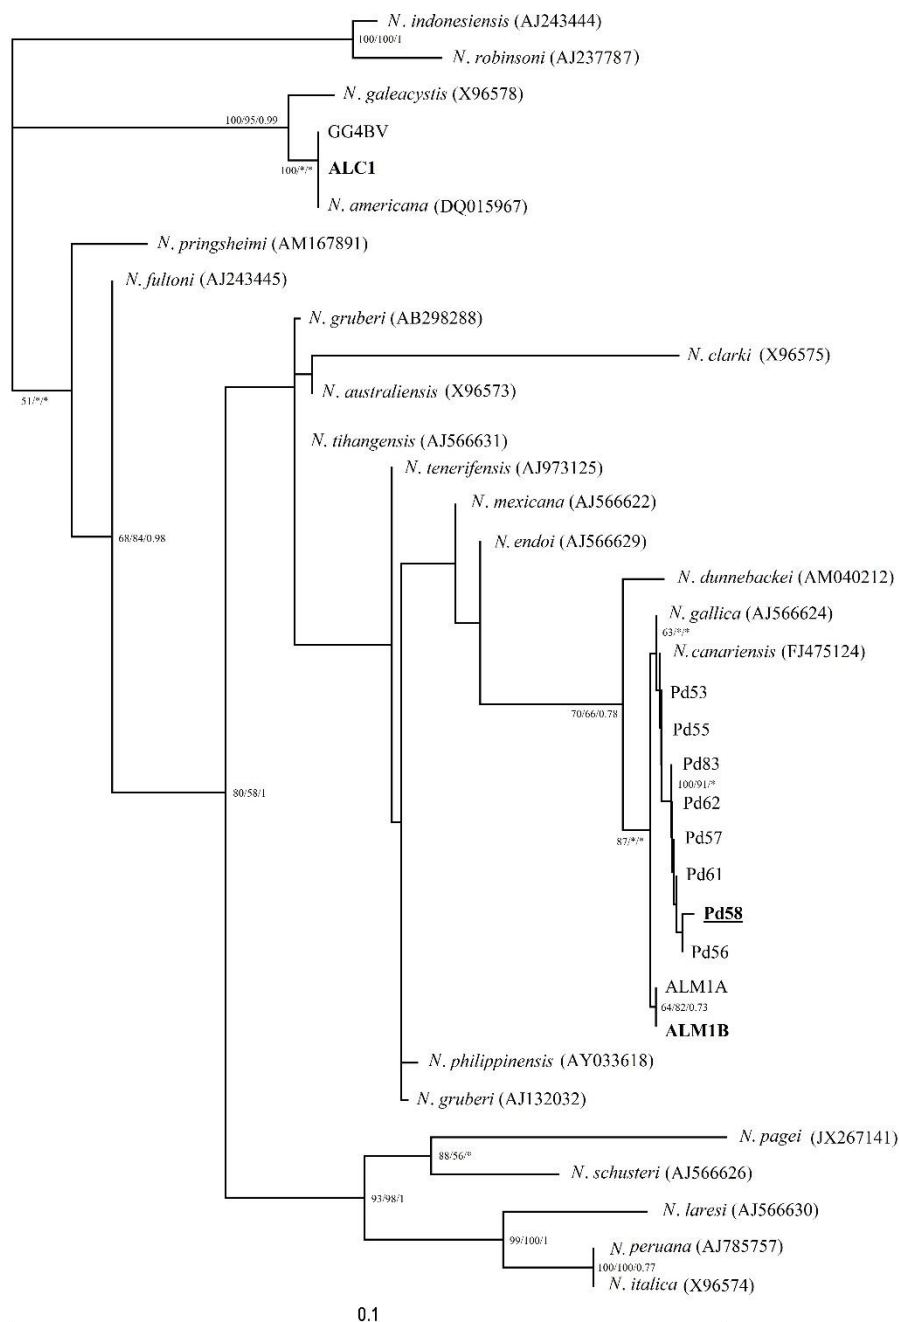 N. indonesiensis (AJ243444)
100/100/1
N. robinsoni (AJ237787)
N. galeacystis (X96578)
100/95/0.99
GG4BV
100/*/*
ALC1
N. americana (DQ015967)
N. pringsheimi (AM167891)
N. fultoni (AJ243445)
N. gruberi (AB298288)
N. clarki (X96575)
51/*/*
N. australiensis (X96573)
N. tihangensis (AJ566631)
N. tenerifensis (AJ973125)
N. mexicana (AJ566622)
68/84/0.98
N. endoi (AJ566629)
N. dunnebackei (AM040212)
N. gallica (AJ566624)
63/*/*
N. canariensis (FJ475124)
Pd53
70/66/0.78
Pd55
Pd83
100/91/*
80/58/1
Pd62
87/*/*
Pd57
Pd61
Pd58
Pd56
ALM1A
64/82/0.73
ALM1B
N. philippinensis (AY033618)
N. gruberi (AJ132032)
N. pagei (JX267141)
88/56/*
N. schusteri (AJ566626)
93/98/1
N. laresi (AJ566630)
99/100/1
N. peruana (AJ785757)
100/100/0.77
N. italica (X96574)
0.1